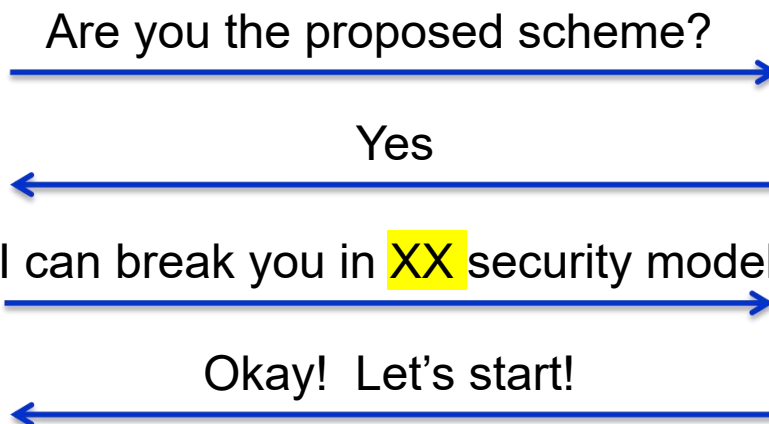 Are you the proposed scheme?
Yes
I can break you in XX security model
Okay! Let’s start!